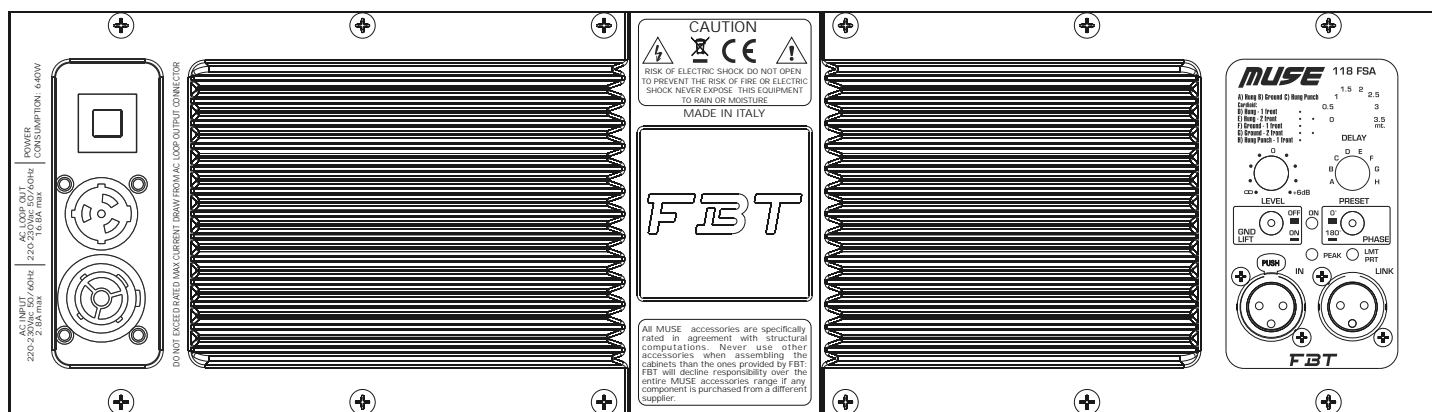 POWER
CONSUMPTION: 640W
AC LOOP OUT
220-230Vac 50/60Hz
16.8A max
AC INPUT
220-230Vac 50/60Hz
2.8A max
DO NOT EXCEED RATED MAX CURRENT DRAW FROM AC LOOP OUTPUT CONNECTOR
CAUTION
CE
RISK OF ELECTRIC SHOCK DO NOT OPEN
TO PREVENT THE RISK OF FIRE OR ELECTRIC
SHOCK NEVER EXPOSE THIS EQUIPMENT
TO RAIN OR MOISTURE
MADE IN ITALY
FBT
All MUSE accessories are specifically
rated in agreement with structural
computations. Never use other
accessories when assembling the
cabinets than the ones provided by FBT:
FBT will decline responsibility over the
entire MUSE accessories range if any
component is purchased from a different
supplier.
MUSE 118 FSA
A) Hung B) Ground C) Hung Punch
Cardioid:
D) Hung - 1 front
E) Hung - 2 front
F) Ground - 1 front
G) Ground - 2 front
H) Hung Punch - 1 front
0 0.5 1 1.5 2 2.5 3 3.5
mt.
DELAY
0
+6dB
LEVEL
A B C D E F G H
PRESET
GND
LIFT
OFF
ON
ON
0°
180°
PHASE
PEAK
LMT
PRT
PUSH
IN
LINK
FBT